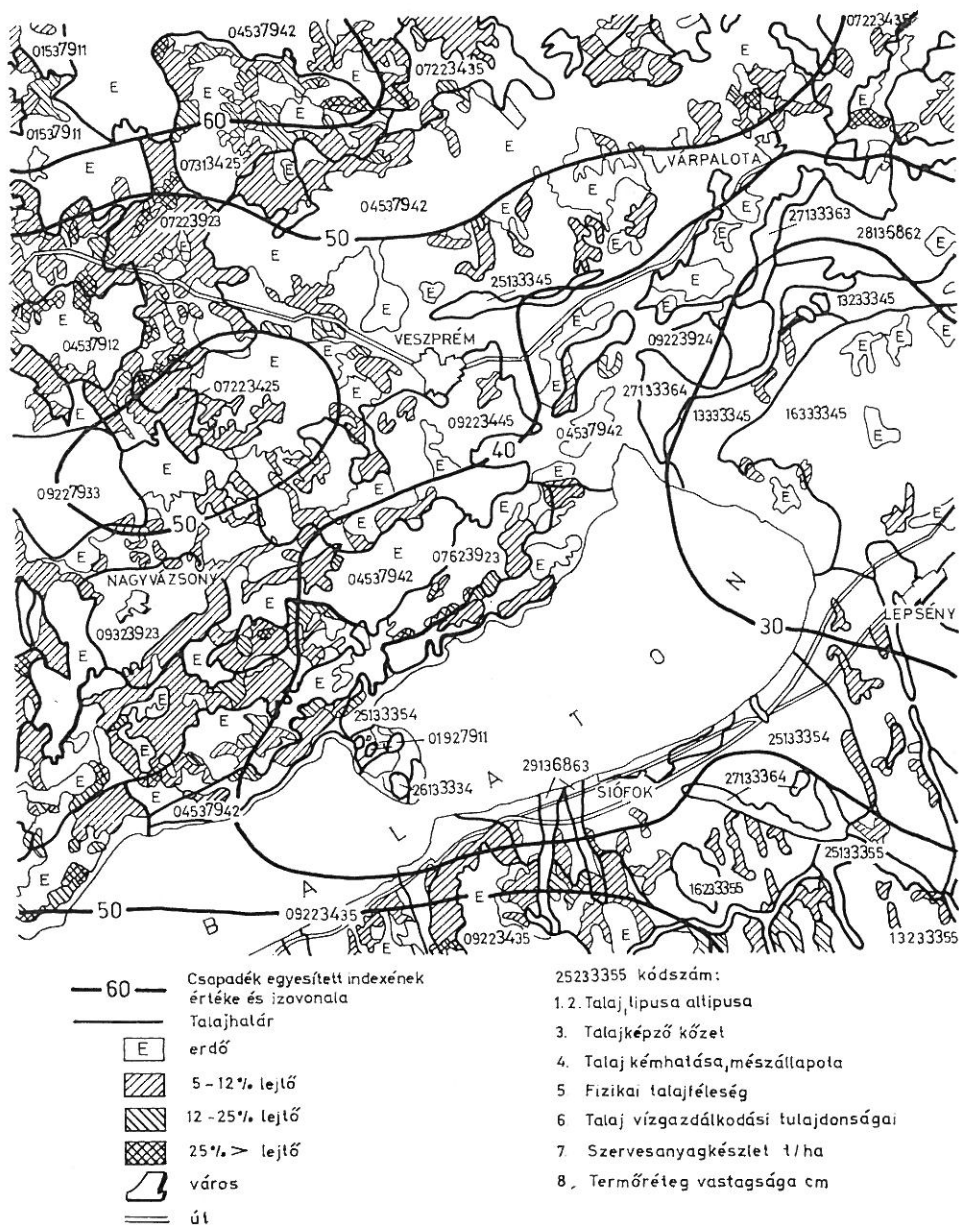 01537911
04537942
07223435
07223435
E
E
E
E
E
01537911
60
E
E
E
07313425
E
VÁRPALOTA
E
E
04537942
07223923
E
27133363
50
28136862
E
E
25133345
E
13233345
E
VESZPRÉM
E
04537912
09223924
07223425
27133364
09223445
04537942
13333345
16333345
40
E
E
09227933
50
E
E
07623923
NAGYVÁZSONY
04537942
E
LEPSÉNY
09323923
30
25133354
01927911
25133354
29136863
27133364
26133334
SIÓFOK
04537942
25133355
16233355
50
09223435
09223435
13233355
B A L A T O N
60 Csapadék egyesített indexének
értéke és izovonala
Talajhatár
E erdő
5-12% lejtő
12-25% lejtő
25%> lejtő
város
út
25233355 kódszám:
1.2. Talaj, tipusa altipusa
3. Talajképző kőzet
4. Talaj kémhatása, mészállapota
5 Fizikai talajféleség
6 Talaj vízgazdálkodási tulajdonságai
7 Szervesanyagkészlet t/ha
8, Termőréteg vastagsága cm